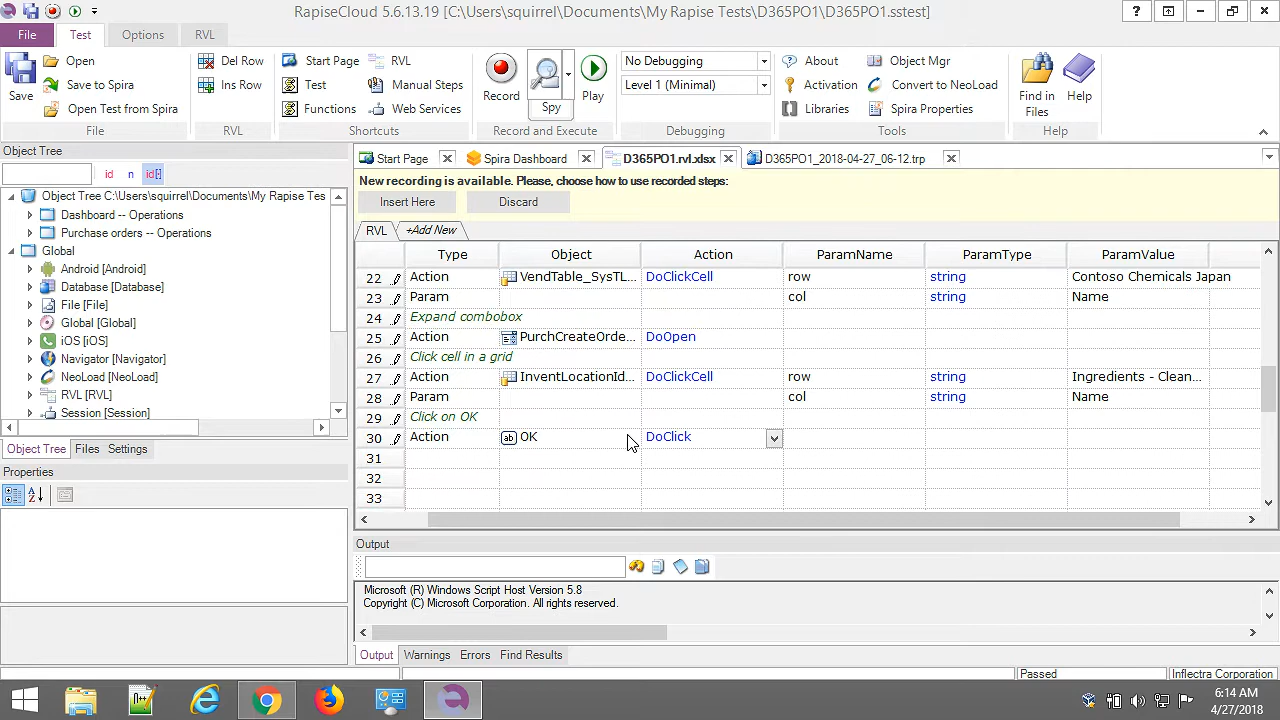 RapiseCloud 5.6.13.19 [C:\Users\squirrel\Documents\My Rapise Tests\D365PO1\D365PO1.sstest]
File Test Options RVL
Save Open Save to Spira Open Test from Spira
Del Row Ins Row
Start Page Test Functions RVL Manual Steps Web Services
Record Spy Play
No Debugging
Level 1 (Minimal)
About Activation Libraries Object Mgr Convert to NeoLoad Spira Properties
Find in Files Help
File RVL Shortcuts Record and Execute Debugging Tools Help
Object Tree
id n id[]
Object Tree C:\Users\squirrel\Documents\My Rapise Tes
Dashboard -- Operations
Purchase orders -- Operations
Global
Android [Android]
Database [Database]
File [File]
Global [Global]
iOS [iOS]
Navigator [Navigator]
NeoLoad [NeoLoad]
RVL [RVL]
Session [Session]
Object Tree Files Settings
Properties
Start Page Spira Dashboard D365PO1.rvl.xlsx D365PO1_2018-04-27_06-12.trp
New recording is available. Please, choose how to use recorded steps:
Insert Here Discard
RVL +Add New
Type Object Action ParamName ParamType ParamValue
22 Action VendTable_SysTL... DoClickCell row string Contoso Chemicals Japan
23 Param col string Name
24 Expand combobox
25 Action PurchCreateOrde... DoOpen
26 Click cell in a grid
27 Action InventLocationId... DoClickCell row string Ingredients - Clean...
28 Param col string Name
29 Click on OK
30 Action ab OK DoClick
31
32
33
Output
Microsoft (R) Windows Script Host Version 5.8
Copyright (C) Microsoft Corporation. All rights reserved.
Output Warnings Errors Find Results
Passed Inflectra Corporation
6:14 AM
4/27/2018